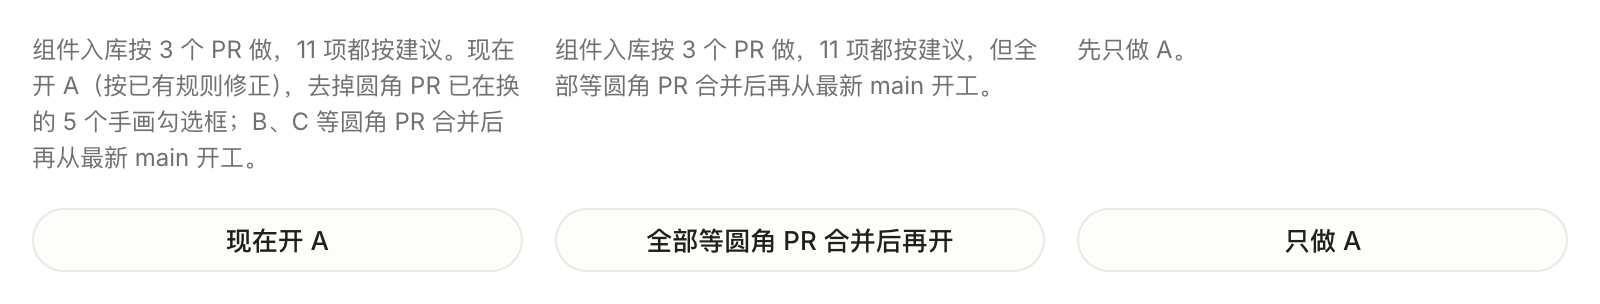 组件入库按 3 个 PR 做，11 项都按建议。现在
开 A（按已有规则修正），去掉圆角 PR 已在换
的 5 个手画勾选框；B、C 等圆角 PR 合并后
再从最新 main 开工。
现在开 A
组件入库按 3 个 PR 做，11 项都按建议，但全
部等圆角 PR 合并后再从最新 main 开工。
全部等圆角 PR 合并后再开
先只做 A。
只做 A